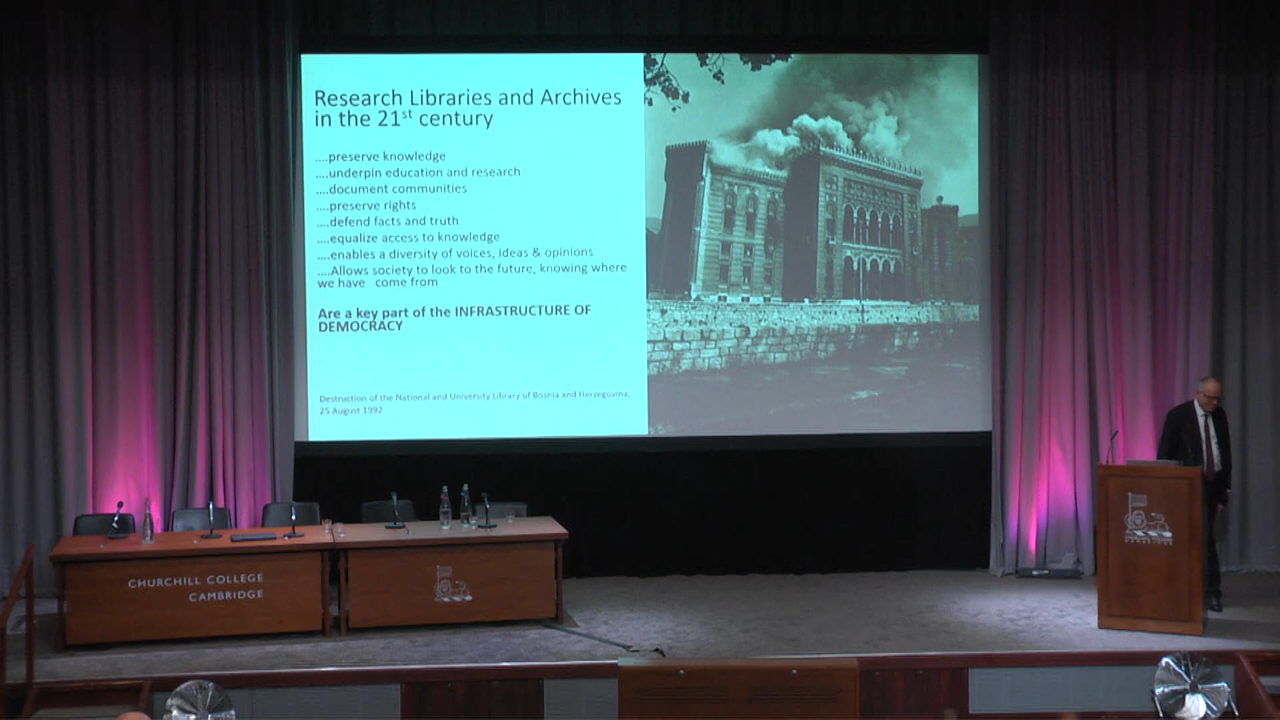 Research Libraries and Archives
in the 21st century
....preserve knowledge
....underpin education and research
....document communities
....preserve rights
....defend facts and truth
....equalize access to knowledge
....enables a diversity of voices, ideas & opinions
....Allows society to look to the future, knowing where
we have come from
Are a key part of the INFRASTRUCTURE OF
DEMOCRACY
Destruction of the National and University Library of Bosnia and Herzegovina,
25 August 1992
CHURCHILL COLLEGE
CAMBRIDGE